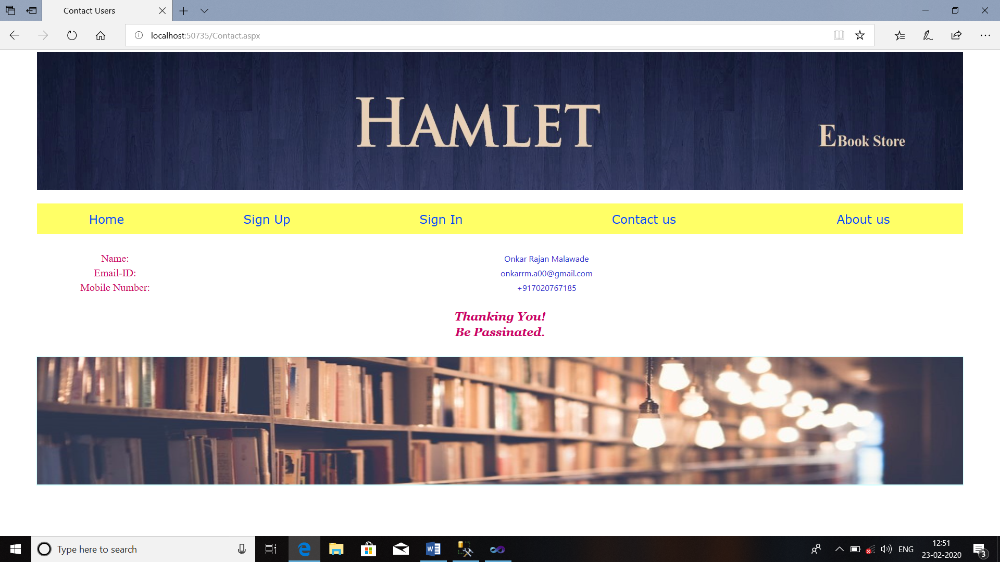 Contact Users
localhost:50735/Contact.aspx
HAMLET
E Book Store
Home Sign Up Sign In Contact us About us
Name: Onkar Rajan Malawade
Email-ID: onkarrm.a00@gmail.com
Mobile Number: +917020767185
Thanking You!
Be Passinated.
Type here to search
ENG
12:51
23-02-2020
3